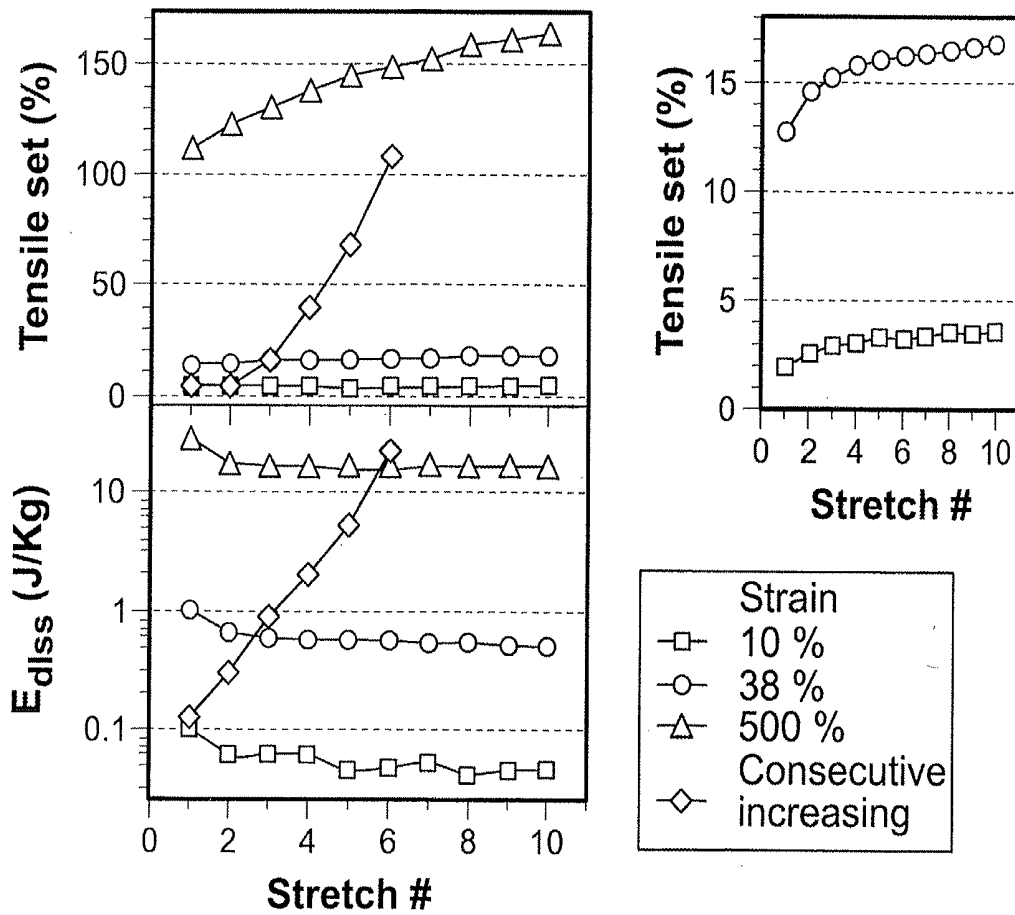 Tensile set (%)
150
100
50
0
Ediss (J/Kg)
10
1
0.1
0 2 4 6 8 10
Stretch #
Tensile set (%)
15
10
5
0
0 2 4 6 8 10
Stretch #
Strain
10 %
38 %
500 %
Consecutive
increasing